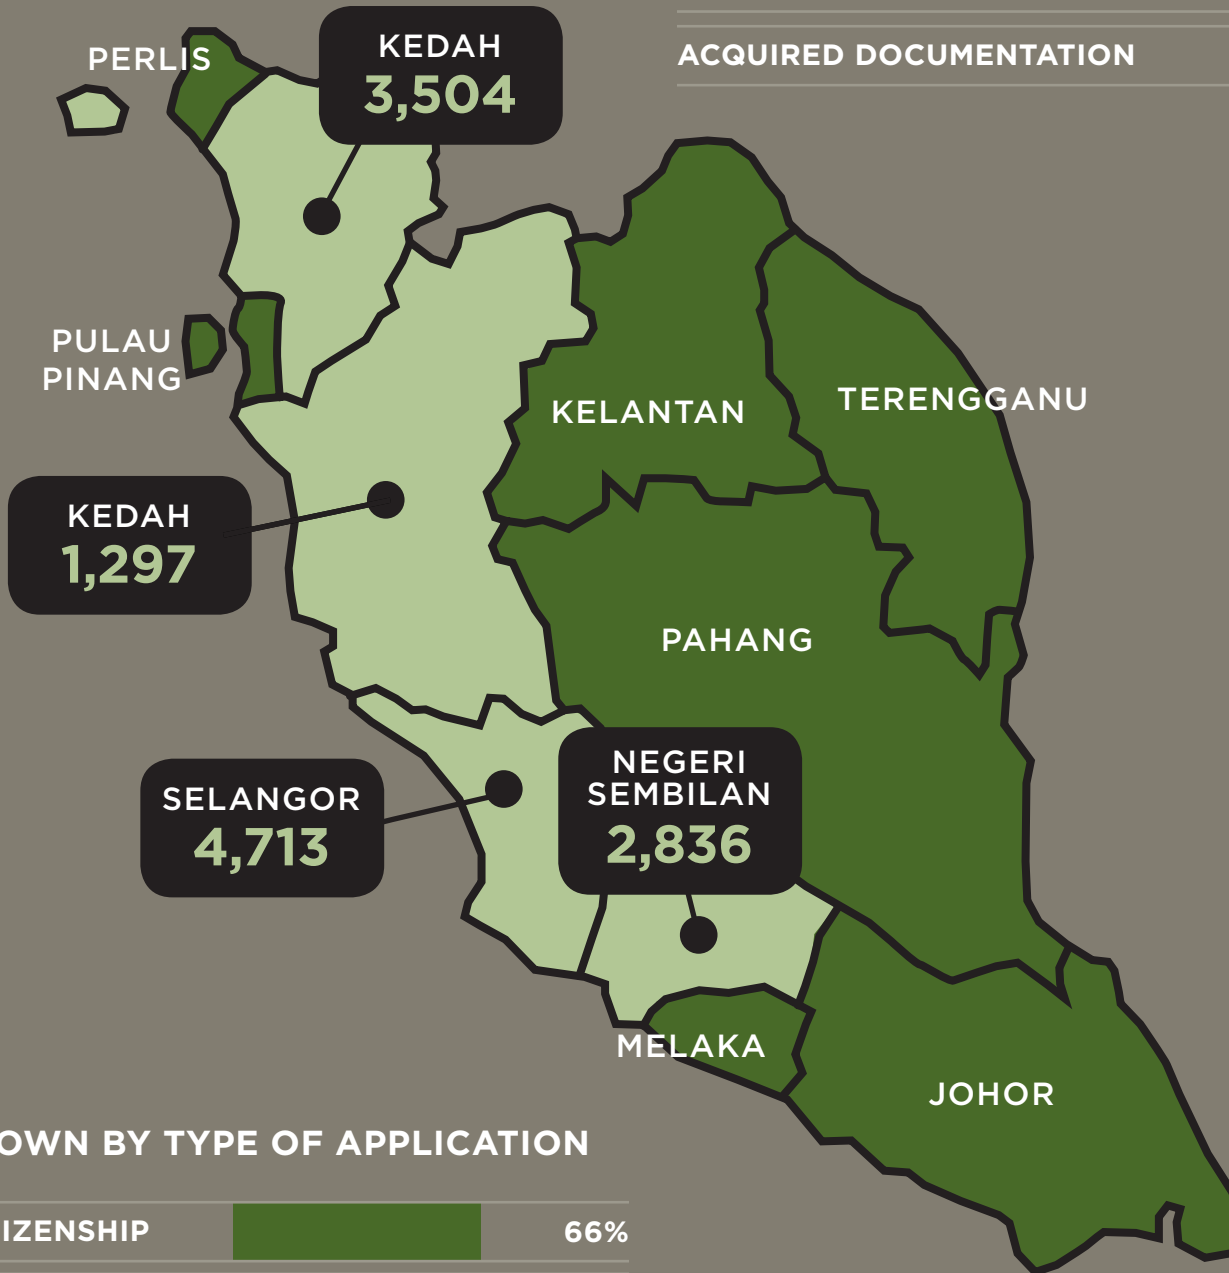 PERLIS
KEDAH
3,504
ACQUIRED DOCUMENTATION
PULAU
PINANG
KELANTAN
TERENGGANU
KEDAH
1,297
PAHANG
SELANGOR
4,713
NEGERI
SEMBILAN
2,836
MELAKA
JOHOR
OWN BY TYPE OF APPLICATION
IZENSHIP 66%